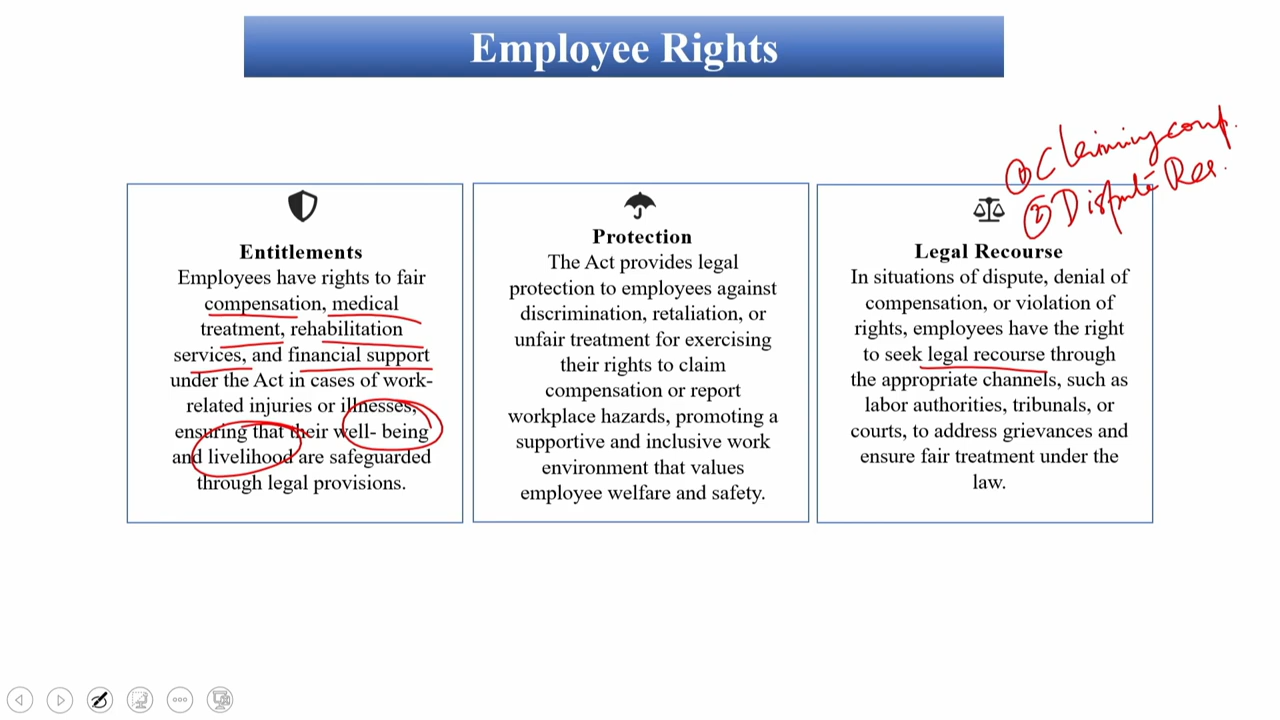 Employee Rights
① Claiming comp.
② Dispute Res.
Entitlements
Employees have rights to fair
compensation, medical
treatment, rehabilitation
services, and financial support
under the Act in cases of work-
related injuries or illnesses,
ensuring that their well- being
and livelihood are safeguarded
through legal provisions.
Protection
The Act provides legal
protection to employees against
discrimination, retaliation, or
unfair treatment for exercising
their rights to claim
compensation or report
workplace hazards, promoting a
supportive and inclusive work
environment that values
employee welfare and safety.
Legal Recourse
In situations of dispute, denial of
compensation, or violation of
rights, employees have the right
to seek legal recourse through
the appropriate channels, such as
labor authorities, tribunals, or
courts, to address grievances and
ensure fair treatment under the
law.